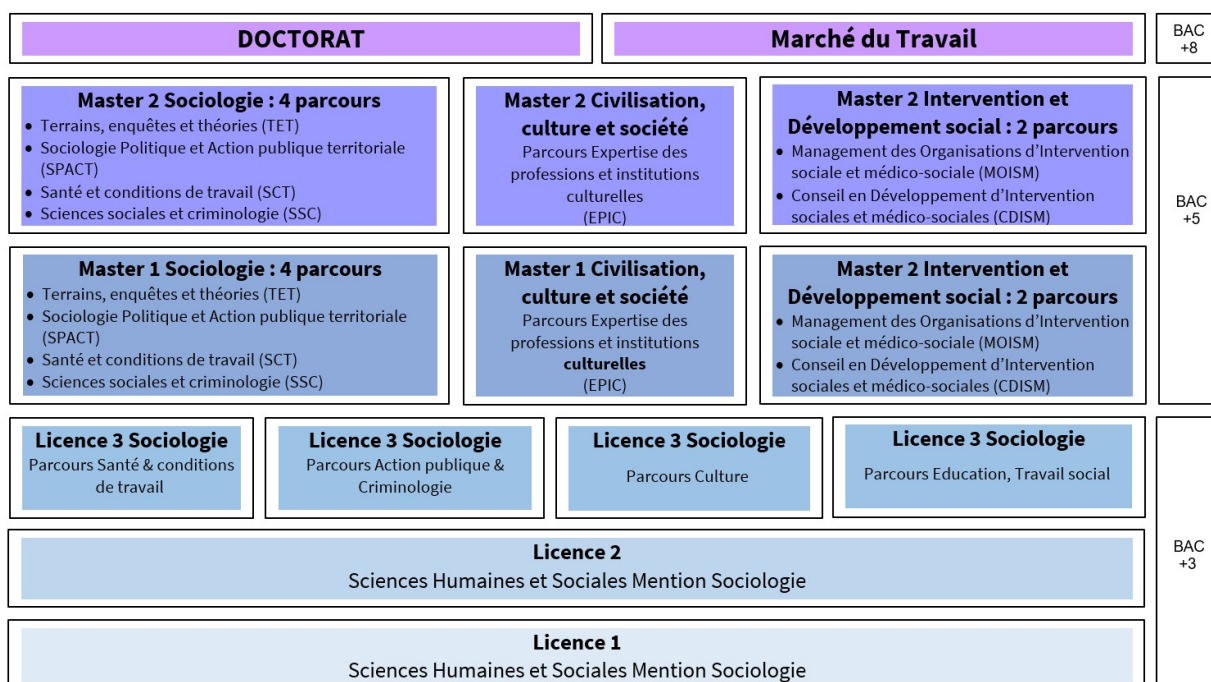 DOCTORAT
Marché du Travail
BAC
+8
Master 2 Sociologie : 4 parcours
• Terrains, enquêtes et théories (TET)
• Sociologie Politique et Action publique territoriale
(SPACT)
• Santé et conditions de travail (SCT)
• Sciences sociales et criminologie (SSC)
Master 2 Civilisation,
culture et société
Parcours Expertise des
professions et institutions
culturelles
(EPIC)
Master 2 Intervention et
Développement social : 2 parcours
• Management des Organisations d'Intervention
sociale et médico-sociale (MOISM)
• Conseil en Développement d'Intervention
sociales et médico-sociales (CDISM)
BAC
+5
Master 1 Sociologie : 4 parcours
• Terrains, enquêtes et théories (TET)
• Sociologie Politique et Action publique territoriale
(SPACT)
• Santé et conditions de travail (SCT)
• Sciences sociales et criminologie (SSC)
Master 1 Civilisation,
culture et société
Parcours Expertise des
professions et institutions
culturelles
(EPIC)
Master 2 Intervention et
Développement social : 2 parcours
• Management des Organisations d'Intervention
sociale et médico-sociale (MOISM)
• Conseil en Développement d'Intervention
sociales et médico-sociales (CDISM)
Licence 3 Sociologie
Parcours Santé & conditions
de travail
Licence 3 Sociologie
Parcours Action publique &
Criminologie
Licence 3 Sociologie
Parcours Culture
Licence 3 Sociologie
Parcours Education, Travail social
BAC
+3
Licence 2
Sciences Humaines et Sociales Mention Sociologie
Licence 1
Sciences Humaines et Sociales Mention Sociologie